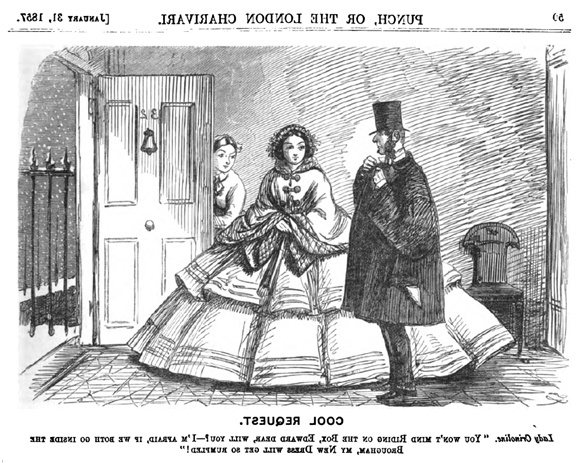 50 PUNCH, OR THE LONDON CHARIVARI. [JANUARY 31, 1857.
COOL REQUEST.
Lady Crinoline. "YOU WON'T MIND RIDING ON THE BOX, EDWARD DEAR, WILL YOU?—I'M AFRAID, IF WE BOTH GO INSIDE THE
BROUGHAM, MY NEW DRESS WILL GET SO RUMPLED!"